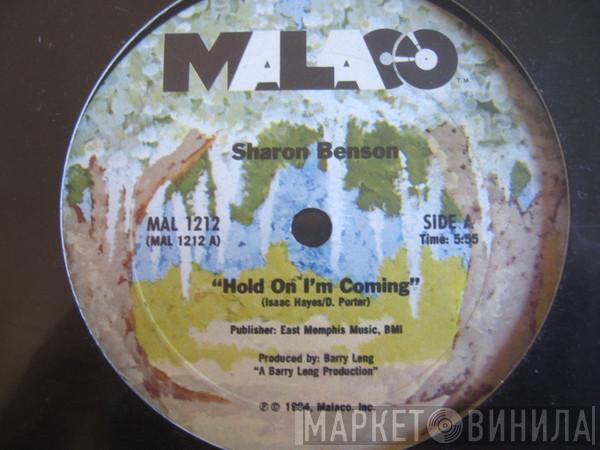 MALACO
T.M.
Sharon Benson
MAL 1212
(MAL 1212 A)
SIDE A
Time: 5:55
"Hold On I'm Coming"
(Isaac Hayes/D. Porter)
Publisher: East Memphis Music, BMI
Produced by: Barry Leng
"A Barry Leng Production"
℗ © 1984, Malaco, Inc.
МАРКЕТ ВИНИЛА